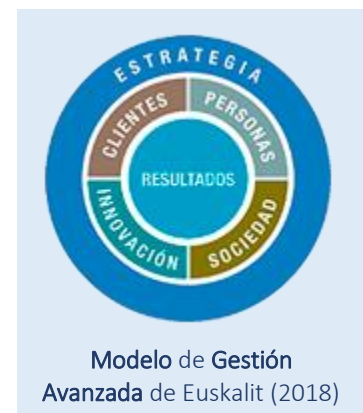 ESTRATEGIA
CLIENTES
PERSONAS
RESULTADOS
INNOVACIÓN
SOCIEDAD
Modelo de Gestión
Avanzada de Euskalit (2018)